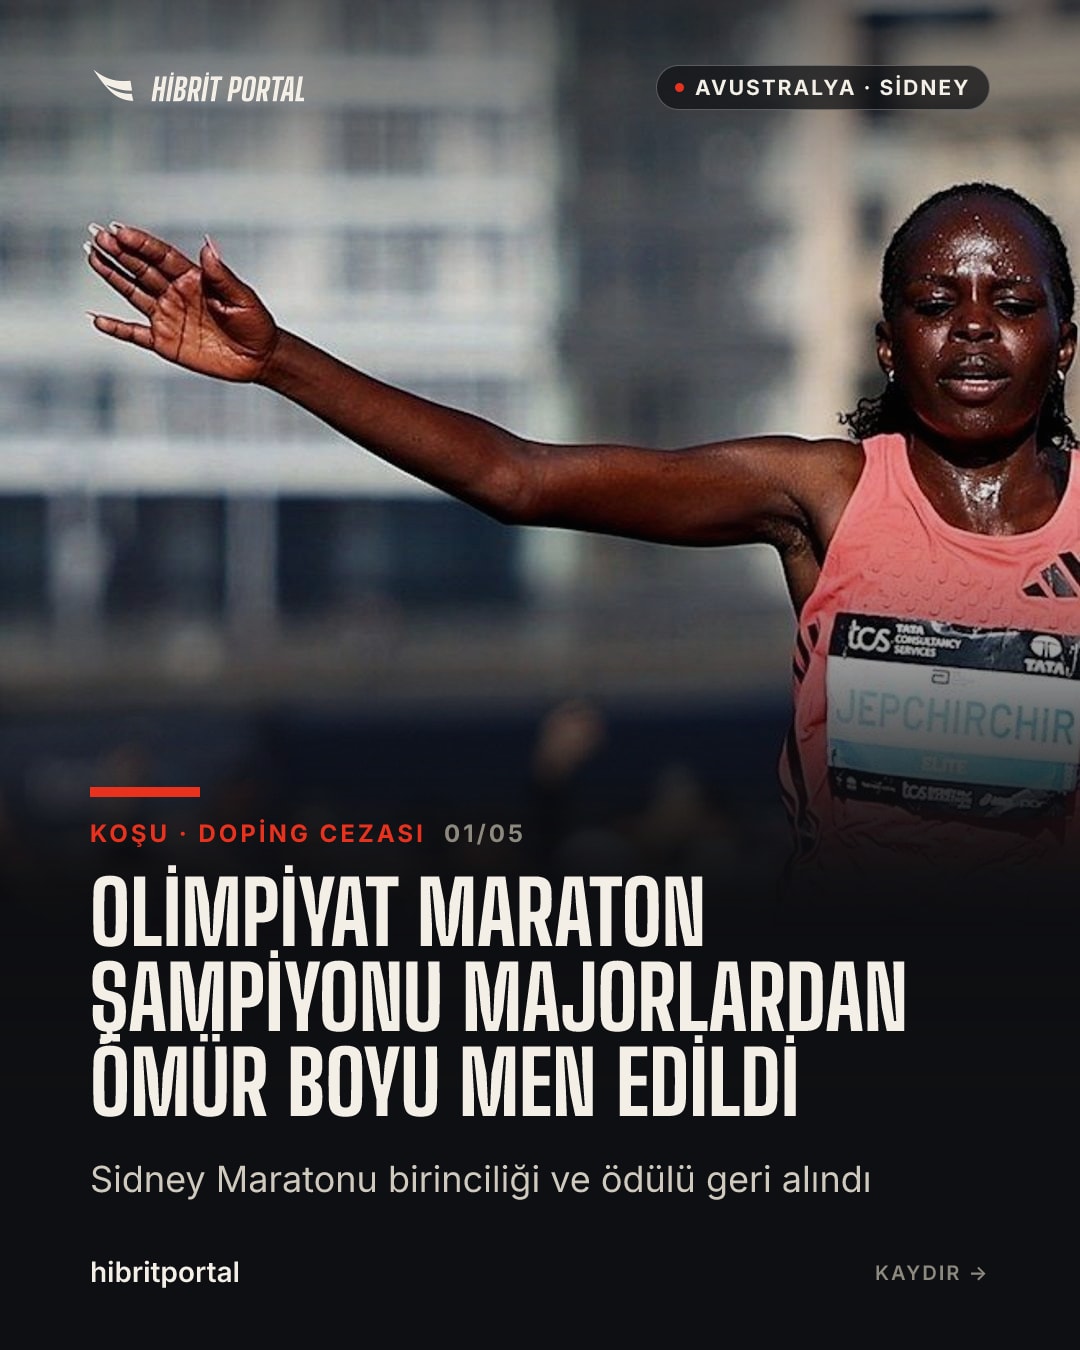 HİBRİT PORTAL
AVUSTRALYA · SİDNEY
tcs TATA CONSULTANCY SERVICES
TATA
JEPCHIRCHIR
ELITE
tcs
KOŞU · DOPİNG CEZASI 01/05
OLİMPİYAT MARATON
ŞAMPİYONU MAJORLARDAN
ÖMÜR BOYU MEN EDİLDİ
Sidney Maratonu birinciliği ve ödülü geri alındı
hibritportal
KAYDIR →